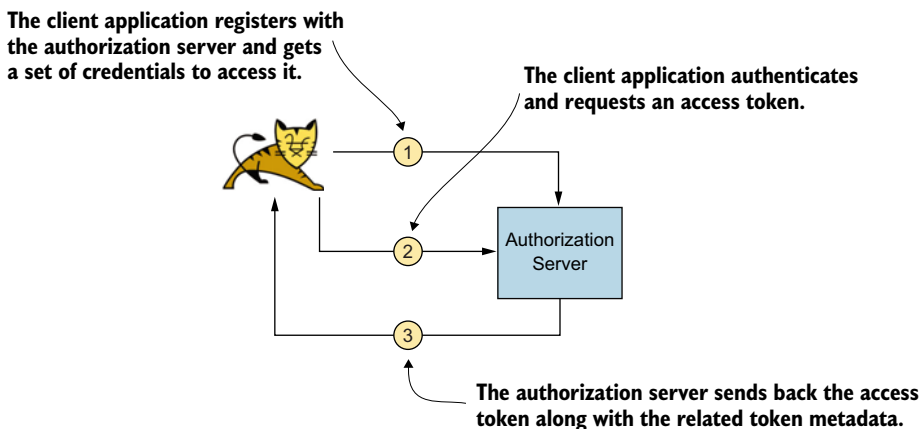 The client application registers with
the authorization server and gets
a set of credentials to access it.
The client application authenticates
and requests an access token.
1
2
Authorization
Server
3
The authorization server sends back the access
token along with the related token metadata.